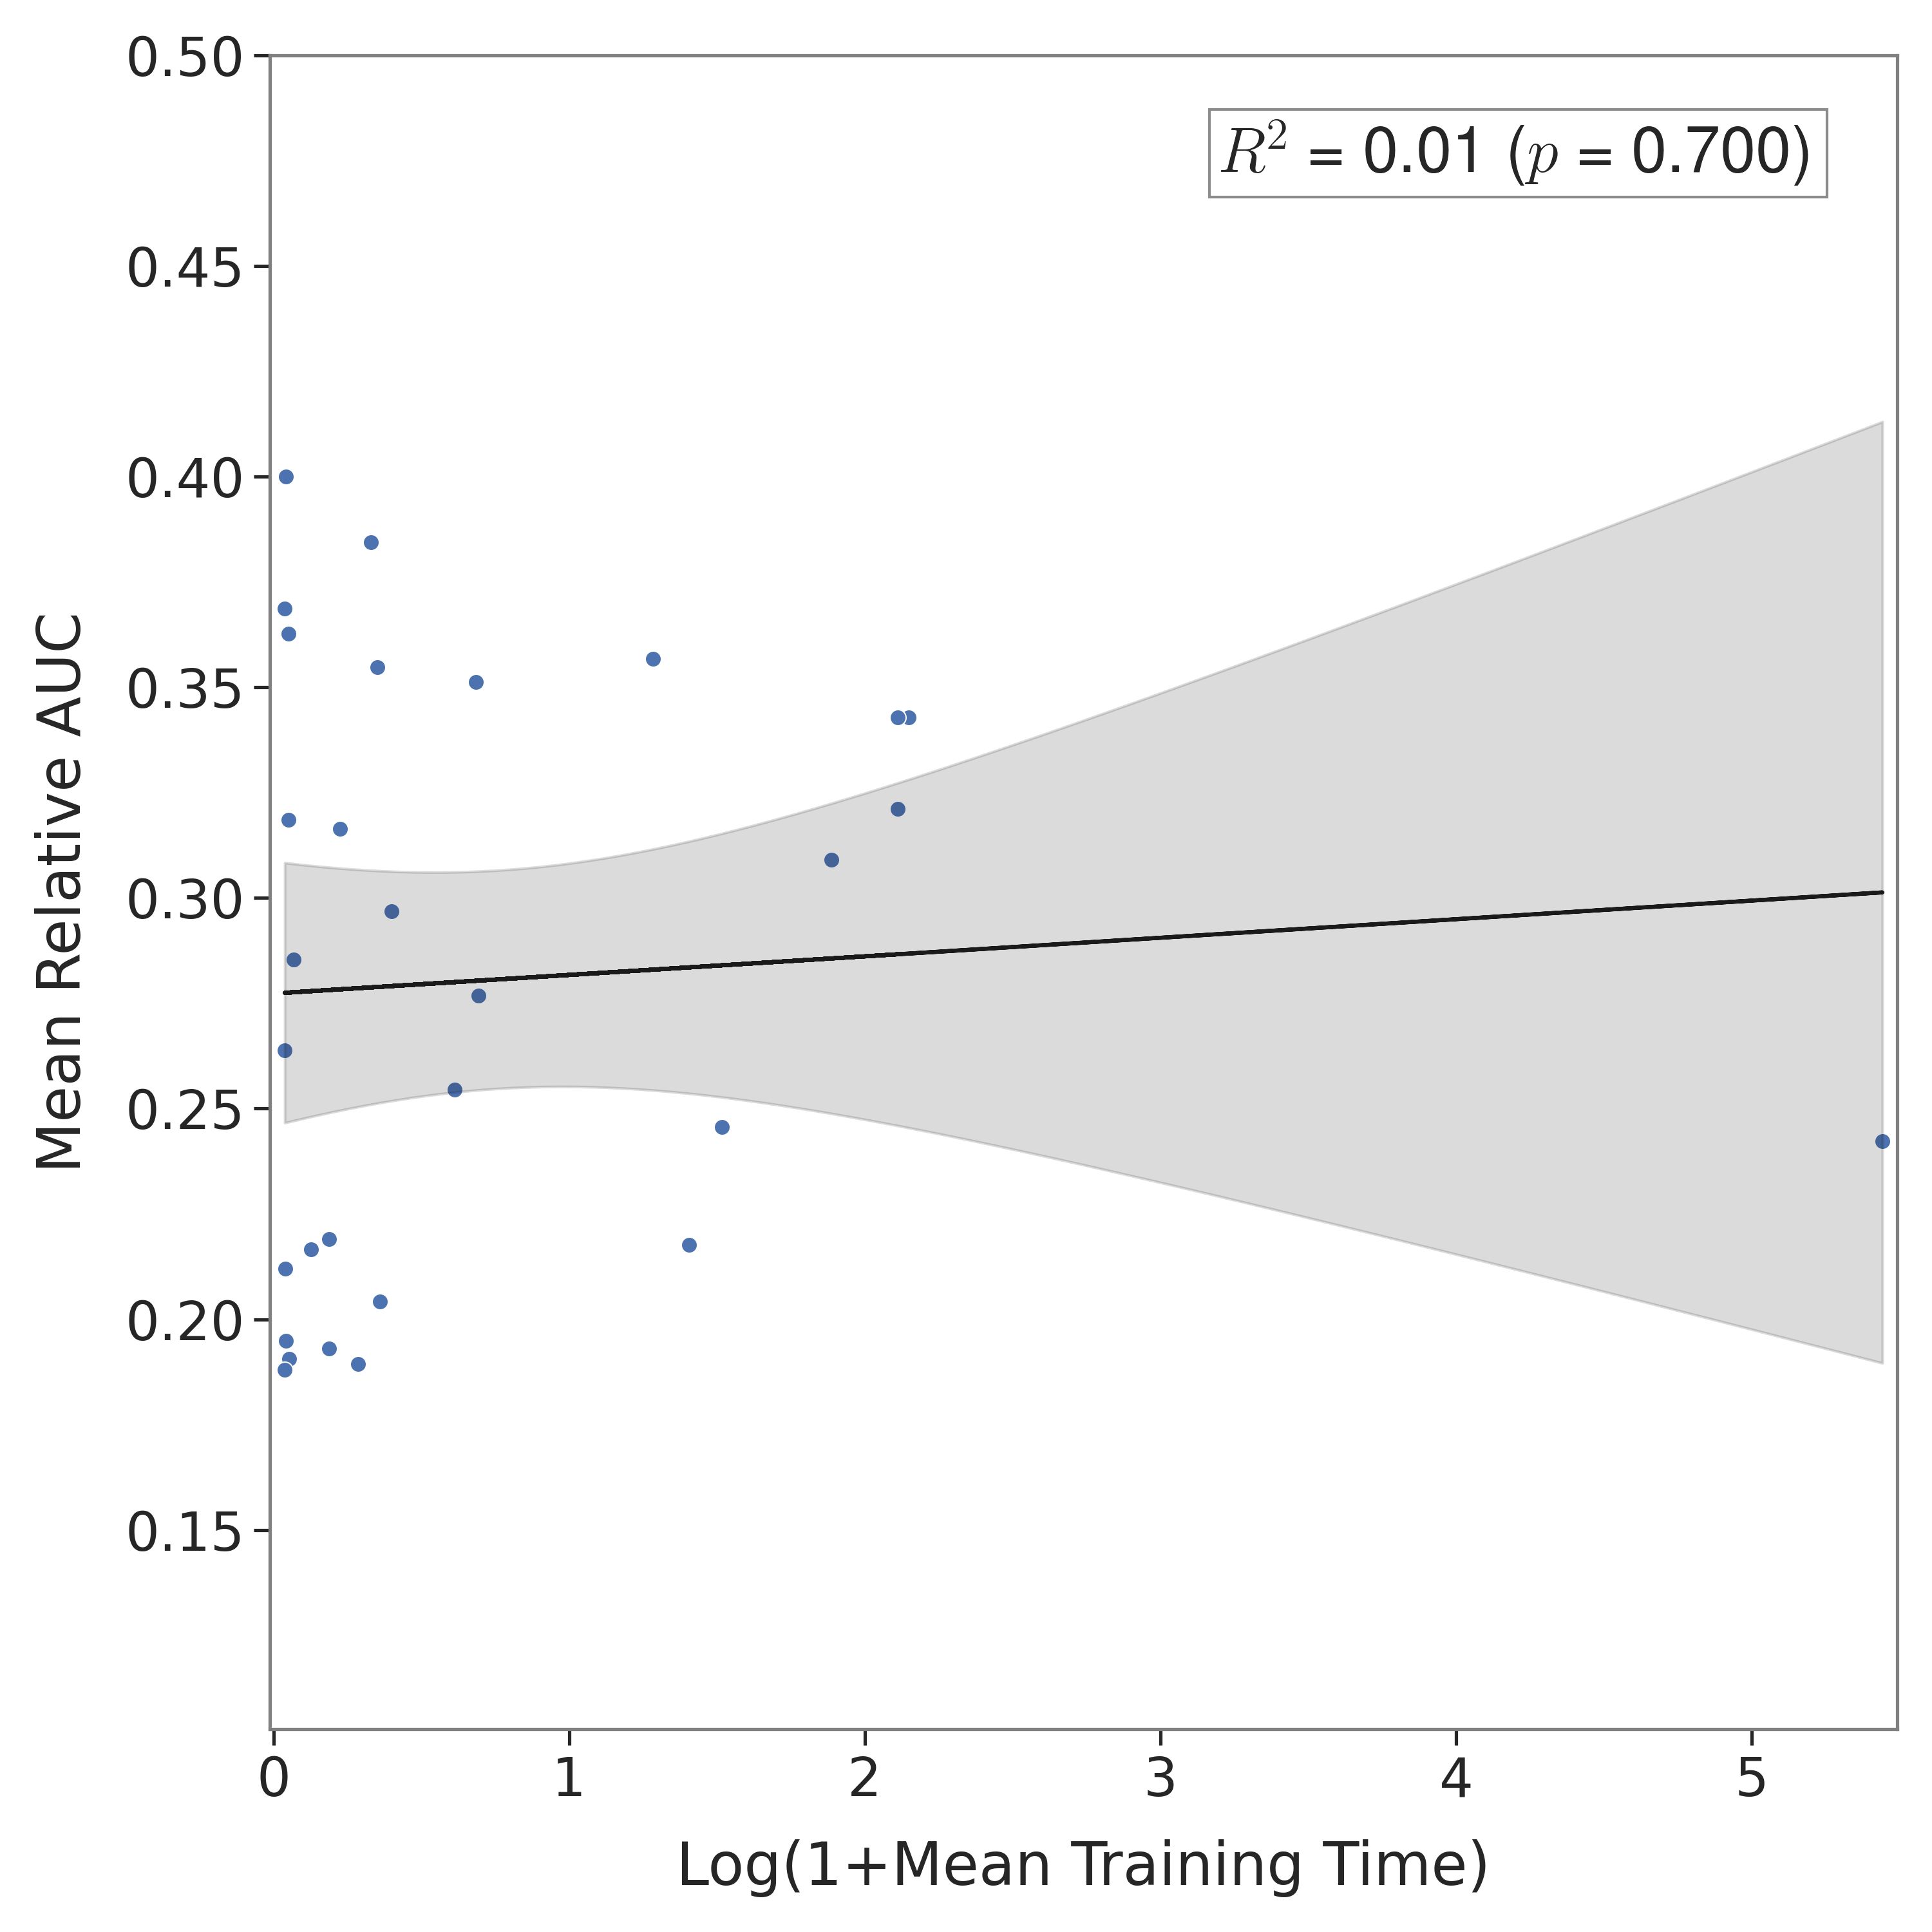 0.50
R² = 0.01 (p = 0.700)
0.45
0.40
0.35
0.30
0.25
0.20
0.15
Mean Relative AUC
0 1 2 3 4 5
Log(1+Mean Training Time)